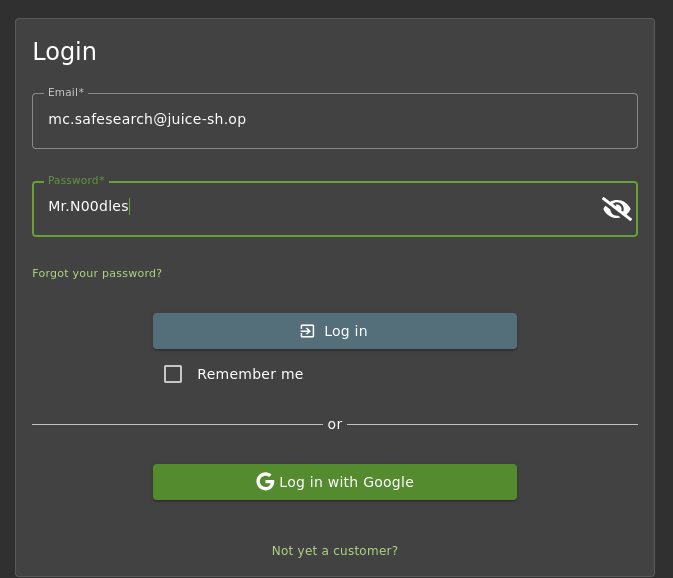 Login
Email*
mc.safesearch@juice-sh.op
Password*
Mr.N00dles
Forgot your password?
Log in
Remember me
or
Log in with Google
Not yet a customer?